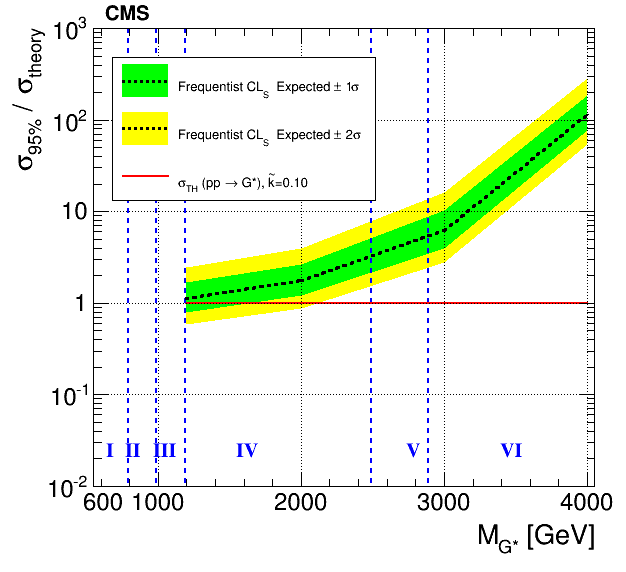 CMS
σ95% / σtheory
10³
10²
10
1
10⁻¹
10⁻²
Frequentist CLS Expected ± 1σ
Frequentist CLS Expected ± 2σ
σTH (pp → G*), k̃=0.10
I II III IV V VI
600 1000 2000 3000 4000
MG* [GeV]